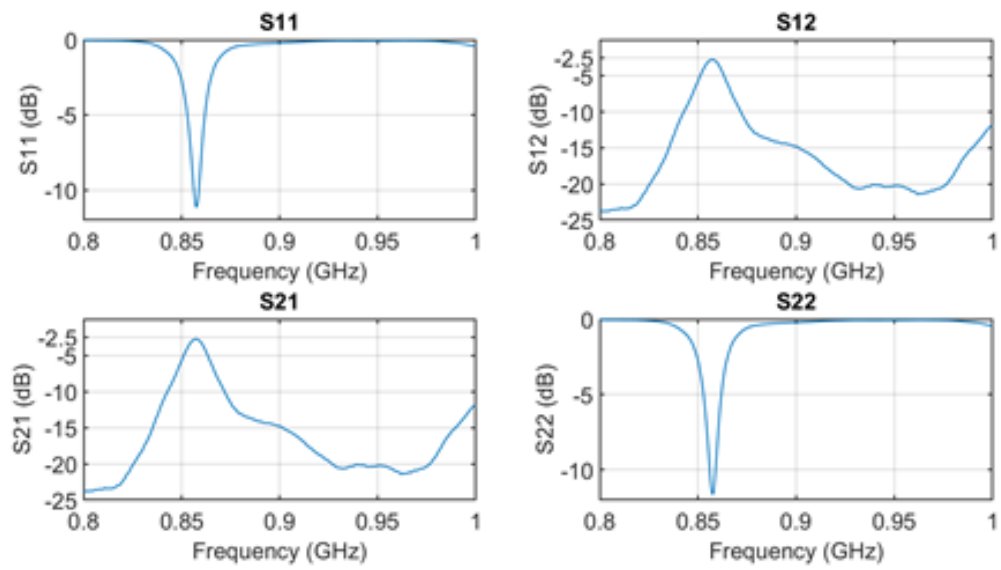 S11
0
-5
-10
S11 (dB)
0.8 0.85 0.9 0.95 1
Frequency (GHz)
S12
-2.5
-5
-10
-15
-20
-25
S12 (dB)
0.8 0.85 0.9 0.95 1
Frequency (GHz)
S21
-2.5
-5
-10
-15
-20
-25
S21 (dB)
0.8 0.85 0.9 0.95 1
Frequency (GHz)
S22
0
-5
-10
S22 (dB)
0.8 0.85 0.9 0.95 1
Frequency (GHz)